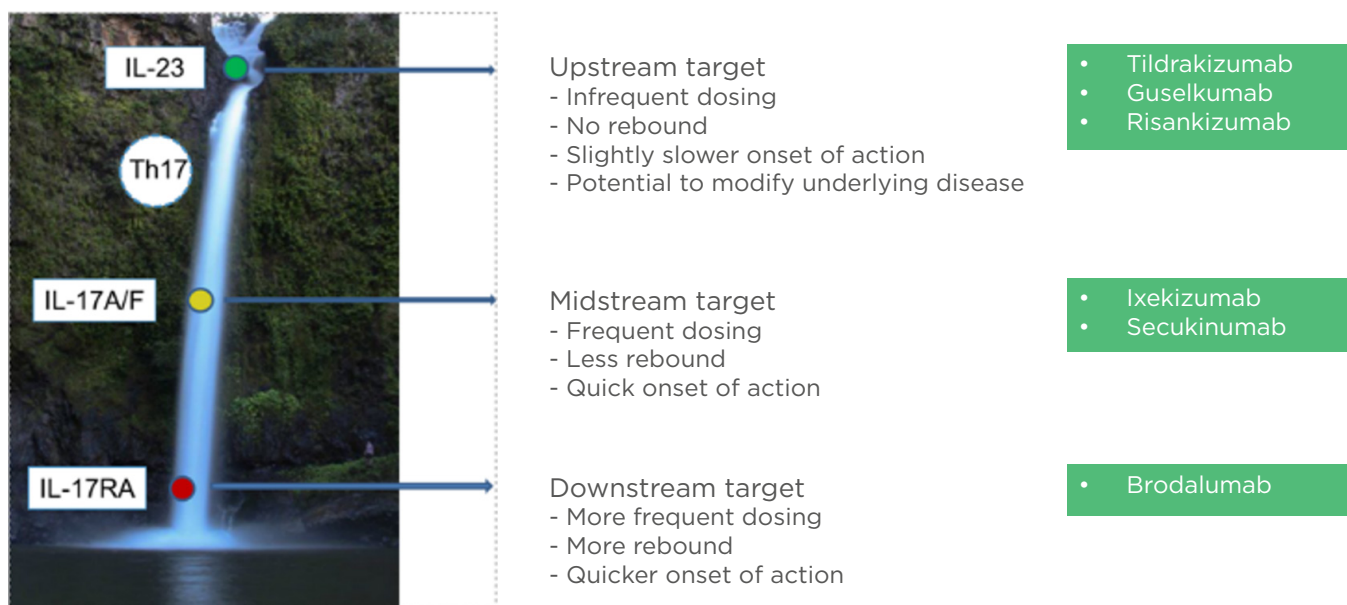 IL-23
Th17
IL-17A/F
IL-17RA
Upstream target
- Infrequent dosing
- No rebound
- Slightly slower onset of action
- Potential to modify underlying disease
• Tildrakizumab
• Guselkumab
• Risankizumab
Midstream target
- Frequent dosing
- Less rebound
- Quick onset of action
• Ixekizumab
• Secukinumab
Downstream target
- More frequent dosing
- More rebound
- Quicker onset of action
• Brodalumab